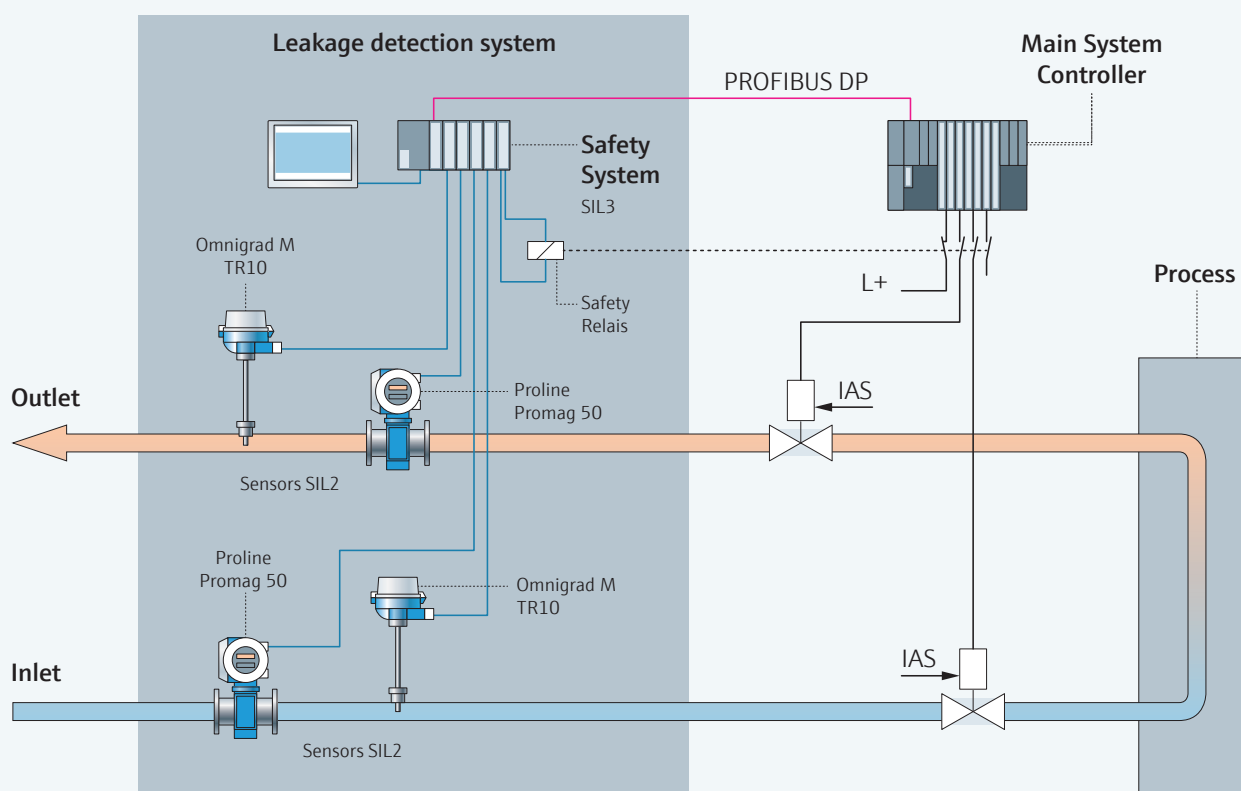 Leakage detection system
Main System
Controller
PROFIBUS DP
Safety
System
SIL3
Omnigrad M
TR10
L+
Process
Safety
Relais
Outlet
Proline
Promag 50
IAS
Sensors SIL2
Proline
Promag 50
Omnigrad M
TR10
Inlet
IAS
Sensors SIL2